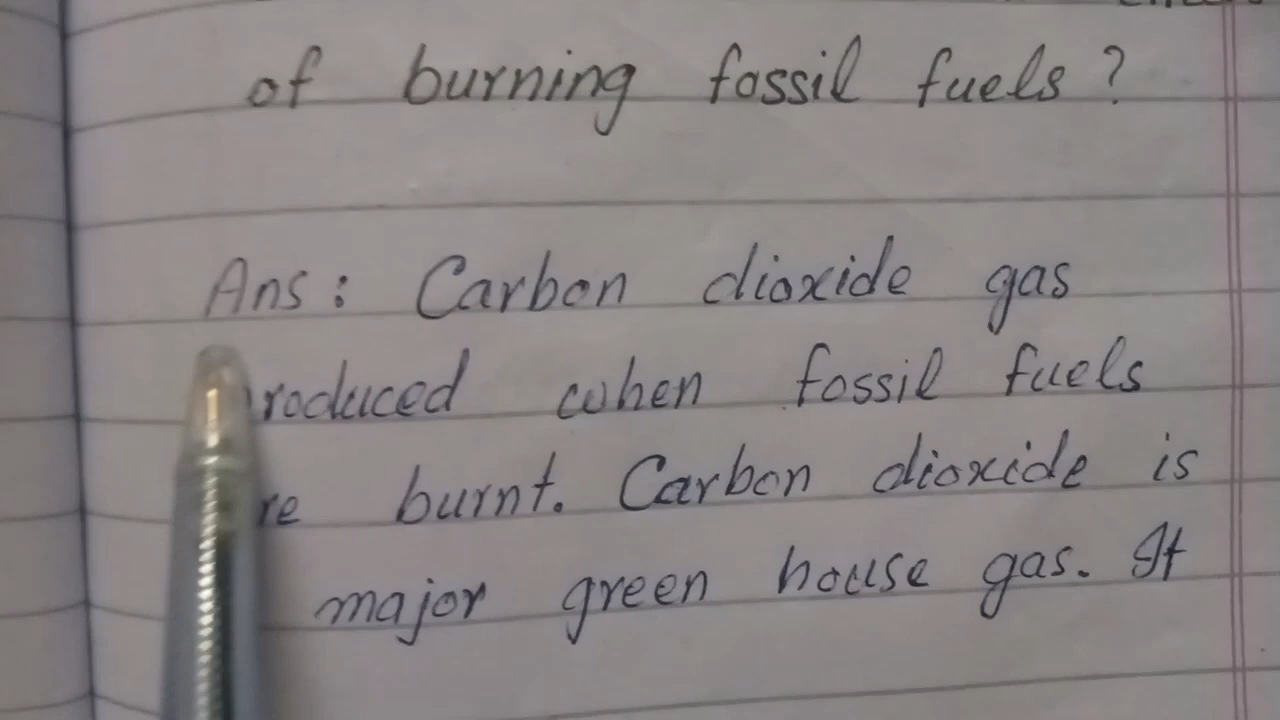 of burning fossil fuels?
Ans: Carbon dioxide gas
roduced when fossil fuels
re burnt. Carbon dioxide is
major green house gas. It